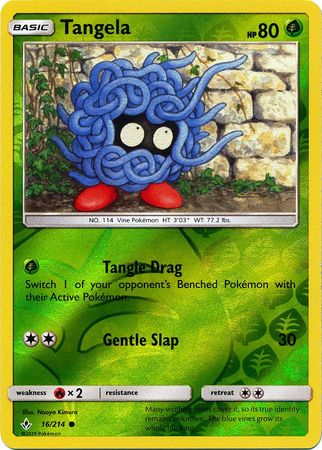 BASIC Tangela HP 80
NO. 114 Vine Pokémon HT: 3'03" WT: 77.2 lbs.
Tangle Drag
Switch 1 of your opponent's Benched Pokémon with
their Active Pokémon.
Gentle Slap 30
weakness × 2 resistance retreat
Illus. Naoyo Kimura
16/214
©2019 Pokémon
Many writhing vines cover it, so its true identity
remains unknown. The blue vines grow its
whole life long.